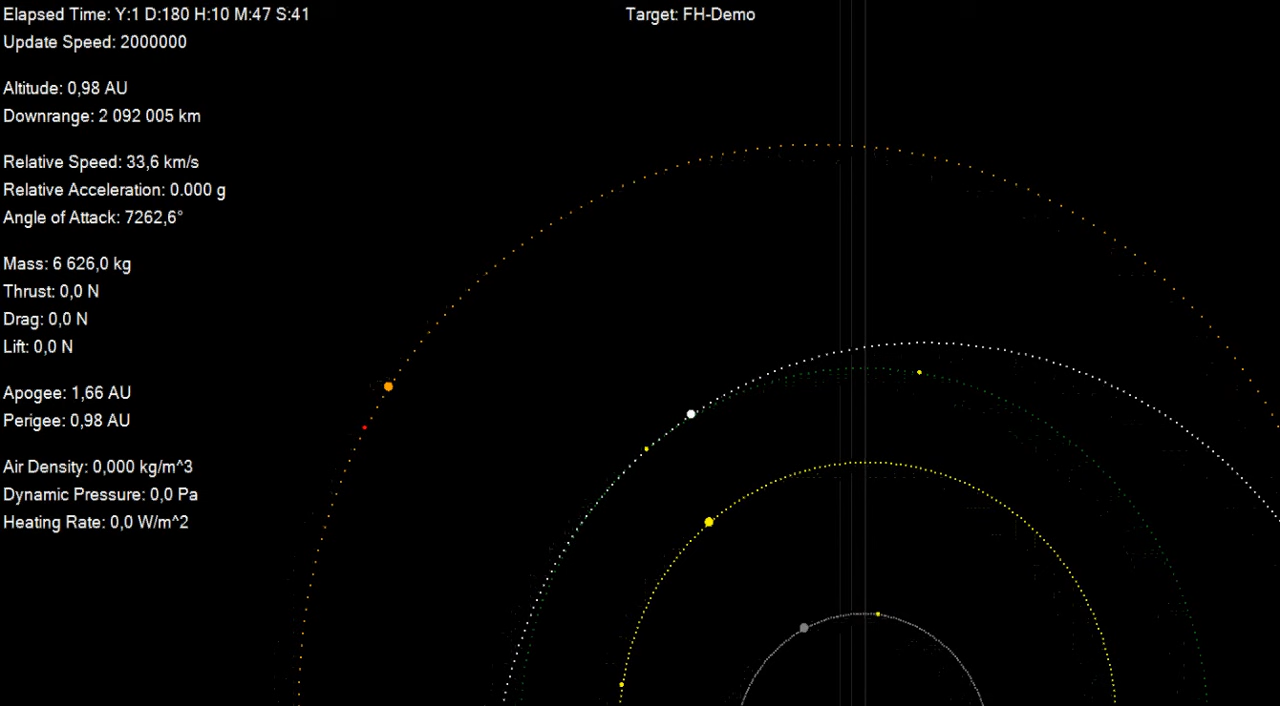 Elapsed Time: Y:1 D:180 H:10 M:47 S:41
Target: FH-Demo
Update Speed: 2000000
Altitude: 0,98 AU
Downrange: 2 092 005 km
Relative Speed: 33,6 km/s
Relative Acceleration: 0.000 g
Angle of Attack: 7262,6°
Mass: 6 626,0 kg
Thrust: 0,0 N
Drag: 0,0 N
Lift: 0,0 N
Apogee: 1,66 AU
Perigee: 0,98 AU
Air Density: 0,000 kg/m^3
Dynamic Pressure: 0,0 Pa
Heating Rate: 0,0 W/m^2